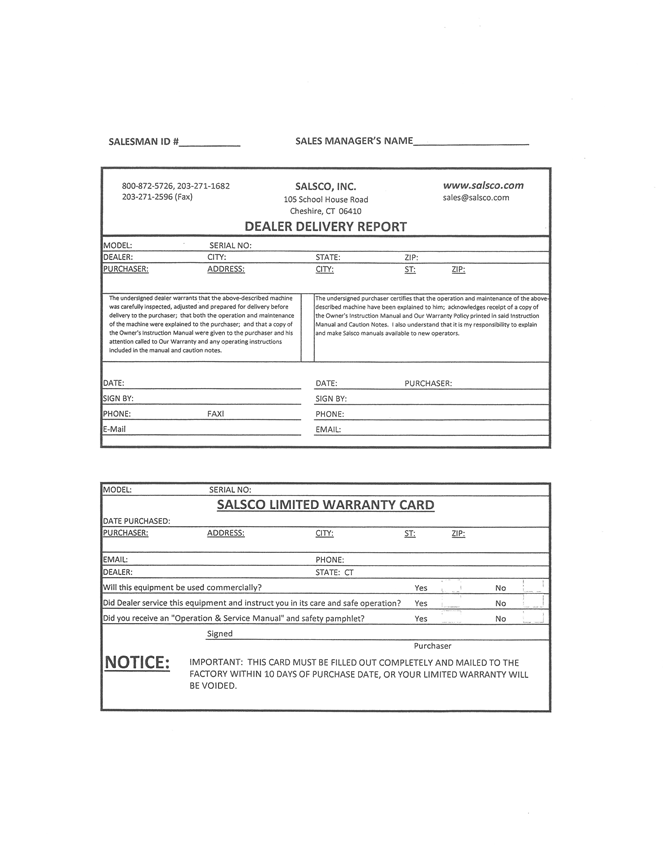 SALESMAN ID #___________ SALES MANAGER'S NAME____________________
800-872-5726, 203-271-1682 SALSCO, INC. www.salsco.com
203-271-2596 (Fax) 105 School House Road sales@salsco.com
Cheshire, CT 06410
DEALER DELIVERY REPORT
MODEL: SERIAL NO:
DEALER: CITY: STATE: ZIP:
PURCHASER: ADDRESS: CITY: ST: ZIP:
The undersigned dealer warrants that the above-described machine
was carefully inspected, adjusted and prepared for delivery before
delivery to the purchaser; that both the operation and maintenance
of the machine were explained to the purchaser; and that a copy of
the Owner's Instruction Manual were given to the purchaser and his
attention called to Our Warranty and any operating instructions
included in the manual and caution notes.
The undersigned purchaser certifies that the operation and maintenance of the above-
described machine have been explained to him; acknowledges receipt of a copy of
the Owner's Instruction Manual and Our Warranty Policy printed in said Instruction
Manual and Caution Notes. I also understand that it is my responsibility to explain
and make Salsco manuals available to new operators.
DATE: DATE: PURCHASER:
SIGN BY: SIGN BY:
PHONE: FAXI PHONE:
E-Mail EMAIL:
MODEL: SERIAL NO:
SALSCO LIMITED WARRANTY CARD
DATE PURCHASED:
PURCHASER: ADDRESS: CITY: ST: ZIP:
EMAIL: PHONE:
DEALER: STATE: CT
Will this equipment be used commercially? Yes No
Did Dealer service this equipment and instruct you in its care and safe operation? Yes No
Did you receive an "Operation & Service Manual" and safety pamphlet? Yes No
Signed
Purchaser
NOTICE: IMPORTANT: THIS CARD MUST BE FILLED OUT COMPLETELY AND MAILED TO THE
FACTORY WITHIN 10 DAYS OF PURCHASE DATE, OR YOUR LIMITED WARRANTY WILL
BE VOIDED.